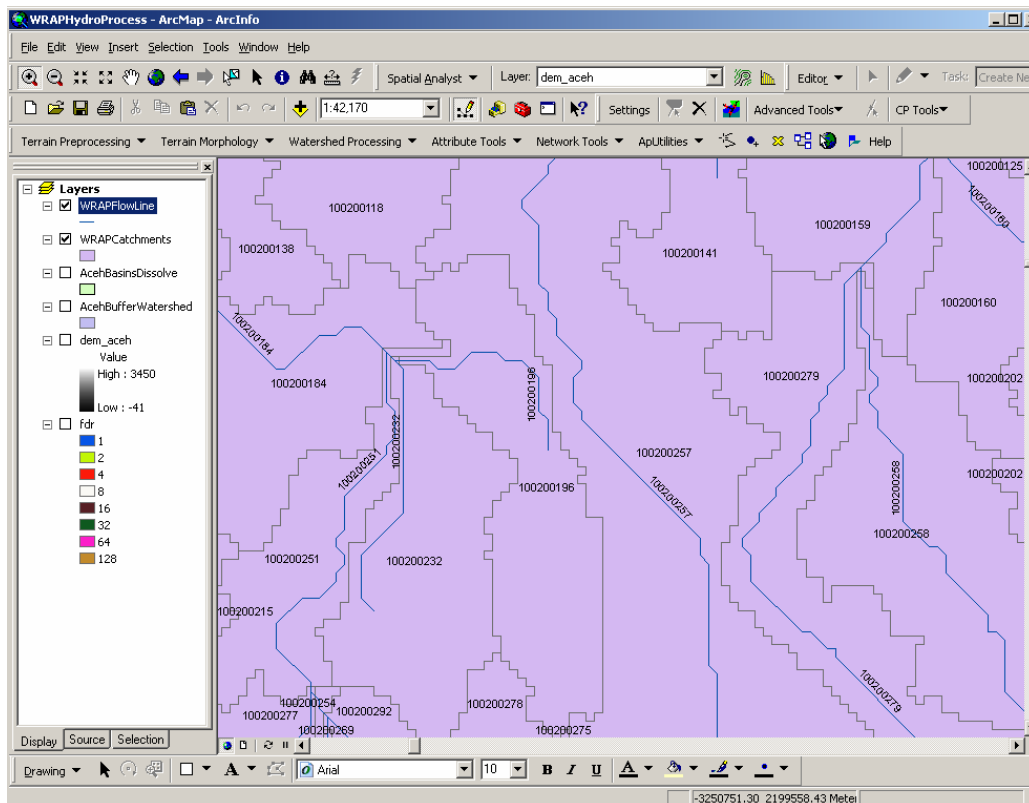 WRAPHydroProcess - ArcMap - ArcInfo
File Edit View Insert Selection Tools Window Help
Spatial Analyst Layer: dem_aceh Editor Task: Create Ne
1:42,170 Settings Advanced Tools CP Tools
Terrain Preprocessing Terrain Morphology Watershed Processing Attribute Tools Network Tools ApUtilities Help
Layers
WRAPFlowLine
WRAPCatchments
AcehBasinsDissolve
AcehBufferWatershed
dem_aceh
Value
High : 3450
Low : -41
fdr
1
2
4
8
16
32
64
128
Display Source Selection
100200125
100200118
100200159
100200180
100200138
100200141
100200160
100200184
100200184
100200279
100200202
100200196
100200232
100200251
100200257
100200258
100200202
100200196
100200257
100200258
100200251
100200232
100200215
100200279
100200254
100200277
100200292
100200278
100200269
100200275
Drawing A Arial 10 B I U A
-3250751.30 2199558.43 Meter